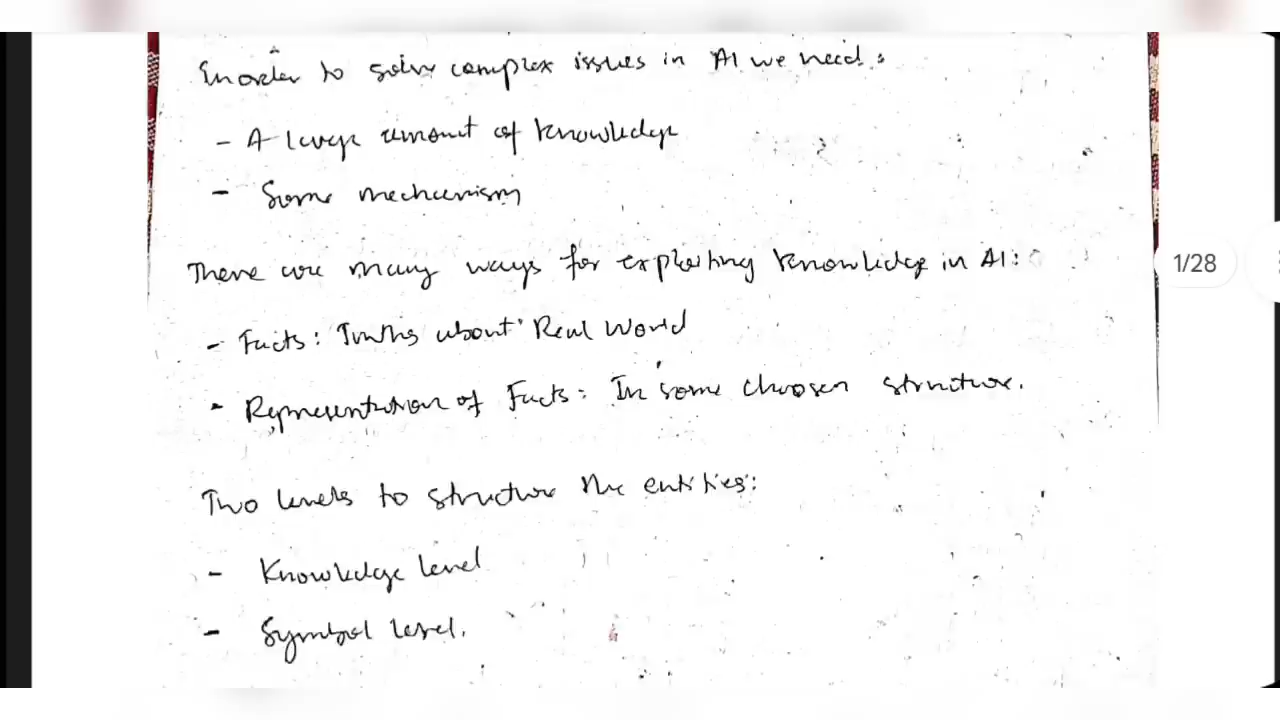 Inorder to solve complex issues in AI we need:
- A large amount of knowledge
- Some mechanism
There are many ways for exploiting knowledge in AI:
1/28
- Facts: Truths about Real World
- Representation of Facts: In some choosen structure.
Two levels to structure the entities:
- Knowledge level
- Symbol level.